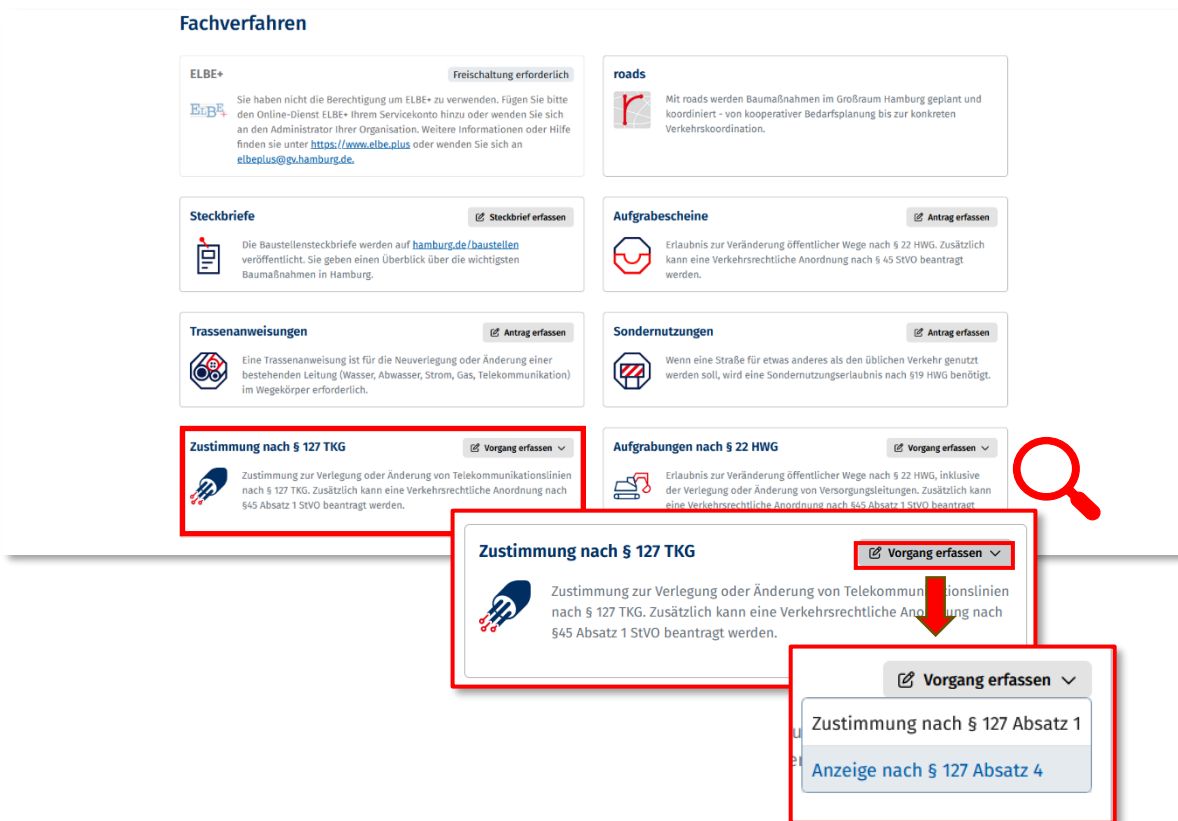 Fachverfahren
ELBE+
Freischaltung erforderlich
ELBE+
Sie haben nicht die Berechtigung um ELBE+ zu verwenden. Fügen Sie bitte
den Online-Dienst ELBE+ Ihrem Servicekonto hinzu oder wenden Sie sich
an den Administrator Ihrer Organisation. Weitere Informationen oder Hilfe
finden sie unter https://www.elbe.plus oder wenden Sie sich an
elbeplus@gv.hamburg.de.
roads
Mit roads werden Baumaßnahmen im Großraum Hamburg geplant und
koordiniert - von kooperativer Bedarfsplanung bis zur konkreten
Verkehrskoordination.
Steckbriefe
Steckbrief erfassen
Die Baustellensteckbriefe werden auf hamburg.de/baustellen
veröffentlicht. Sie geben einen Überblick über die wichtigsten
Baumaßnahmen in Hamburg.
Aufgrabescheine
Antrag erfassen
Erlaubnis zur Veränderung öffentlicher Wege nach § 22 HWG. Zusätzlich
kann eine Verkehrsrechtliche Anordnung nach § 45 StVO beantragt
werden.
Trassenanweisungen
Antrag erfassen
Eine Trassenanweisung ist für die Neuverlegung oder Änderung einer
bestehenden Leitung (Wasser, Abwasser, Strom, Gas, Telekommunikation)
im Wegekörper erforderlich.
Sondernutzungen
Antrag erfassen
Wenn eine Straße für etwas anderes als den üblichen Verkehr genutzt
werden soll, wird eine Sondernutzungserlaubnis nach §19 HWG benötigt.
Zustimmung nach § 127 TKG
Vorgang erfassen
Zustimmung zur Verlegung oder Änderung von Telekommunikationslinien
nach § 127 TKG. Zusätzlich kann eine Verkehrsrechtliche Anordnung nach
§45 Absatz 1 StVO beantragt werden.
Aufgrabungen nach § 22 HWG
Vorgang erfassen
Erlaubnis zur Veränderung öffentlicher Wege nach § 22 HWG, inklusive
der Verlegung oder Änderung von Versorgungsleitungen. Zusätzlich kann
eine Verkehrsrechtliche Anordnung nach §45 Absatz 1 StVO beantragt
Zustimmung nach § 127 TKG
Vorgang erfassen
Zustimmung zur Verlegung oder Änderung von Telekommunikationslinien
nach § 127 TKG. Zusätzlich kann eine Verkehrsrechtliche Anordnung nach
§45 Absatz 1 StVO beantragt werden.
Vorgang erfassen
Zustimmung nach § 127 Absatz 1
Anzeige nach § 127 Absatz 4